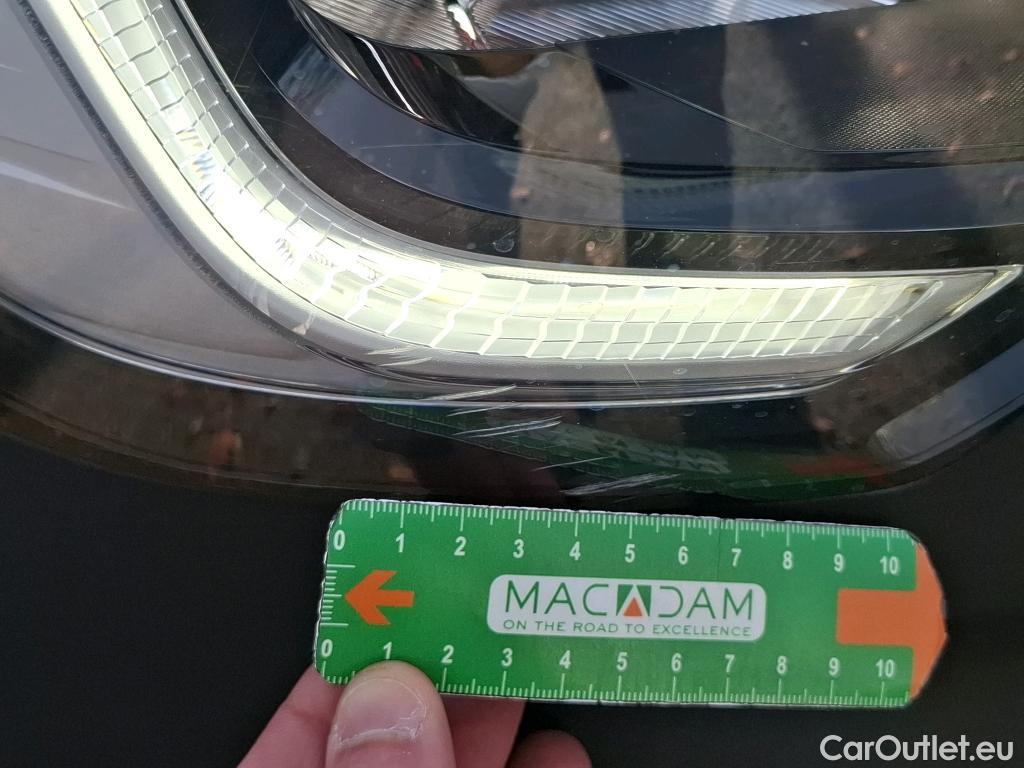 0 1 2 3 4 5 6 7 8 9 10
MACADAM
ON THE ROAD TO EXCELLENCE
0 1 2 3 4 5 6 7 8 9 10
CarOutlet.eu